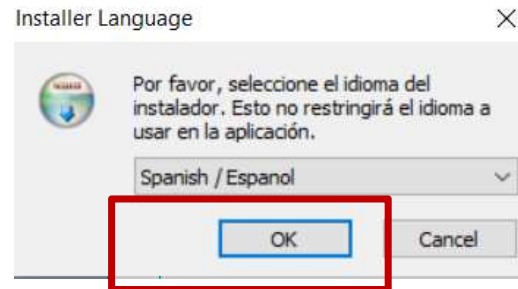 Installer Language
Por favor, seleccione el idioma del
instalador. Esto no restringirá el idioma a
usar en la aplicación.
Spanish / Espanol
OK
Cancel